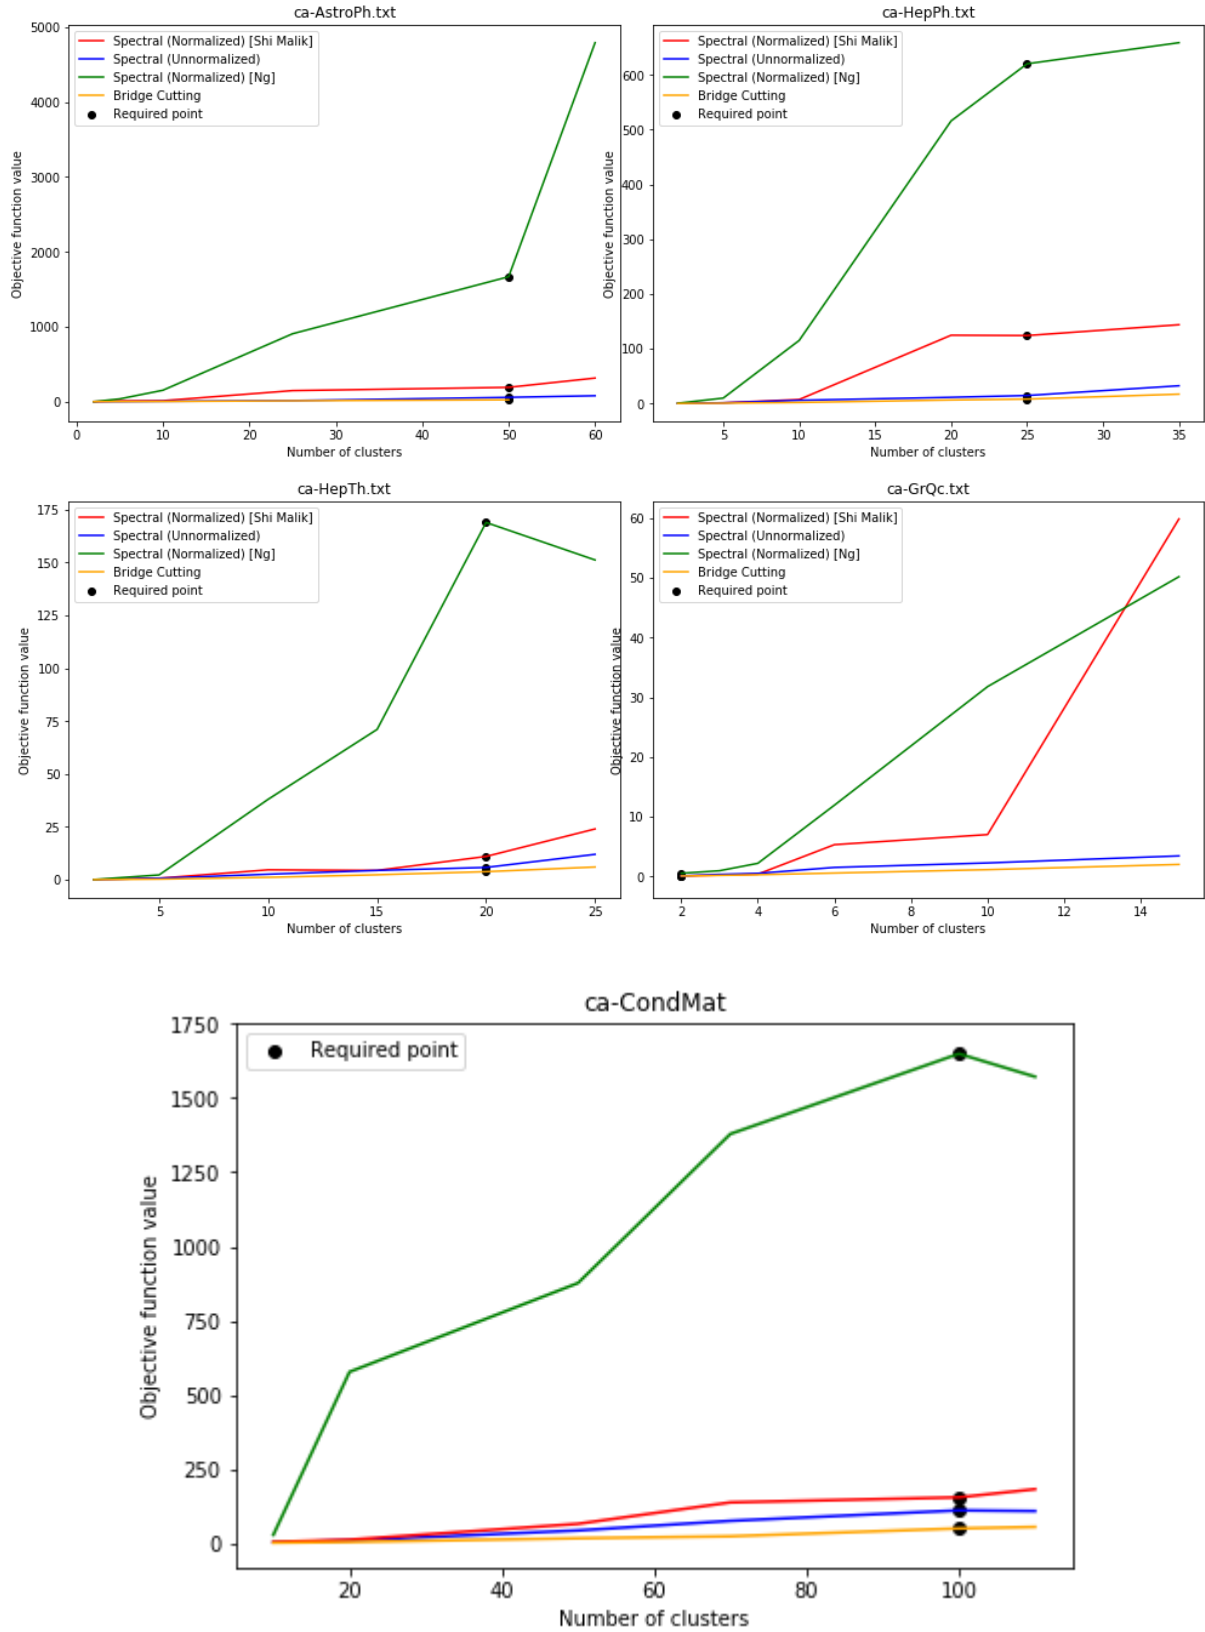 ca-AstroPh.txt
5000
4000
3000
2000
1000
0
Objective function value
Spectral (Normalized) [Shi Malik]
Spectral (Unnormalized)
Spectral (Normalized) [Ng]
Bridge Cutting
Required point
0 10 20 30 40 50 60
Number of clusters
ca-HepPh.txt
600
500
400
300
200
100
0
Objective function value
Spectral (Normalized) [Shi Malik]
Spectral (Unnormalized)
Spectral (Normalized) [Ng]
Bridge Cutting
Required point
5 10 15 20 25 30 35
Number of clusters
ca-HepTh.txt
175
150
125
100
75
50
25
0
Objective function value
Spectral (Normalized) [Shi Malik]
Spectral (Unnormalized)
Spectral (Normalized) [Ng]
Bridge Cutting
Required point
5 10 15 20 25
Number of clusters
ca-GrQc.txt
60
50
40
30
20
10
0
Objective function value
Spectral (Normalized) [Shi Malik]
Spectral (Unnormalized)
Spectral (Normalized) [Ng]
Bridge Cutting
Required point
2 4 6 8 10 12 14
Number of clusters
ca-CondMat
1750
1500
1250
1000
750
500
250
0
Objective function value
Required point
20 40 60 80 100
Number of clusters